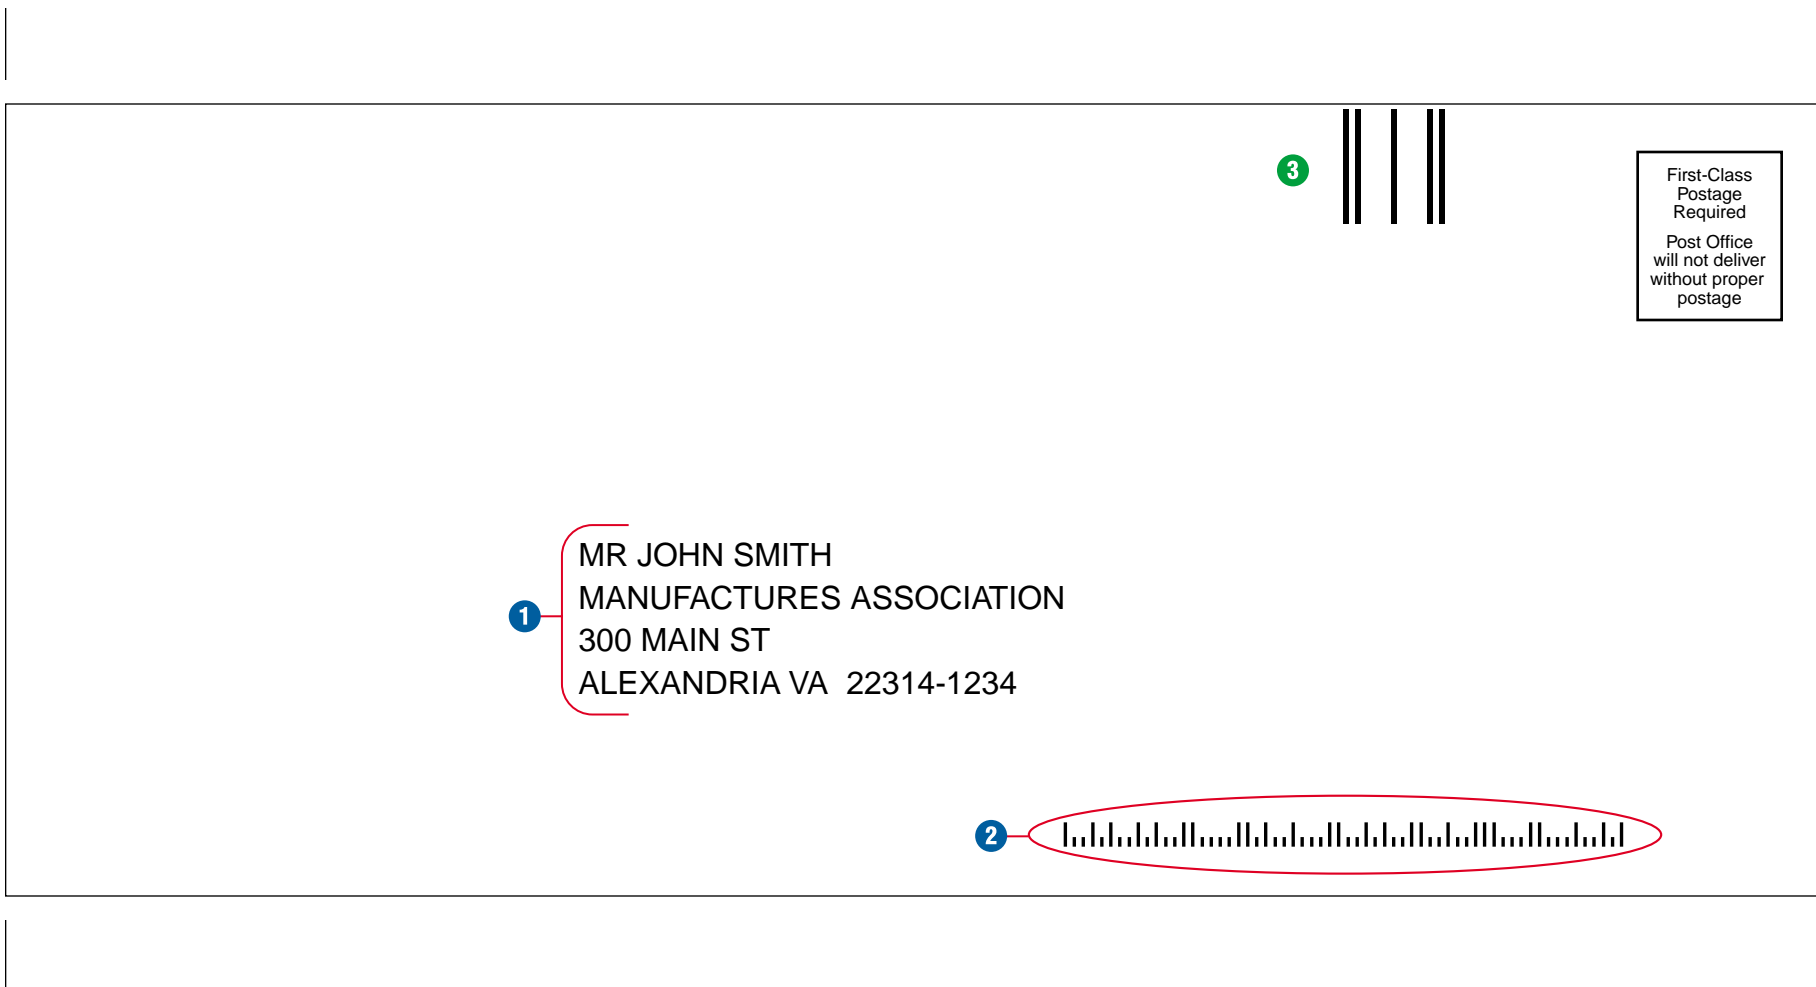 3
First-Class
Postage
Required
Post Office
will not deliver
without proper
postage
1
MR JOHN SMITH
MANUFACTURES ASSOCIATION
300 MAIN ST
ALEXANDRIA VA  22314-1234
2